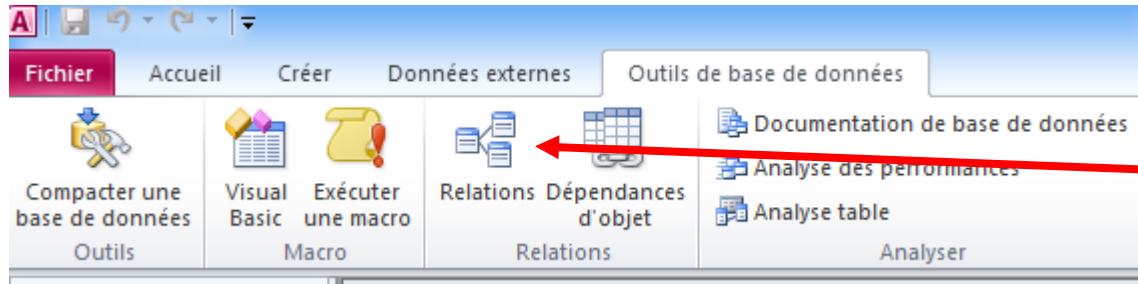 A
Fichier Accueil Créer Données externes Outils de base de données
Compacter une base de données
Visual Basic
Exécuter une macro
Relations
Dépendances d'objet
Documentation de base de données
Analyse des performances
Analyse table
Outils Macro Relations Analyser